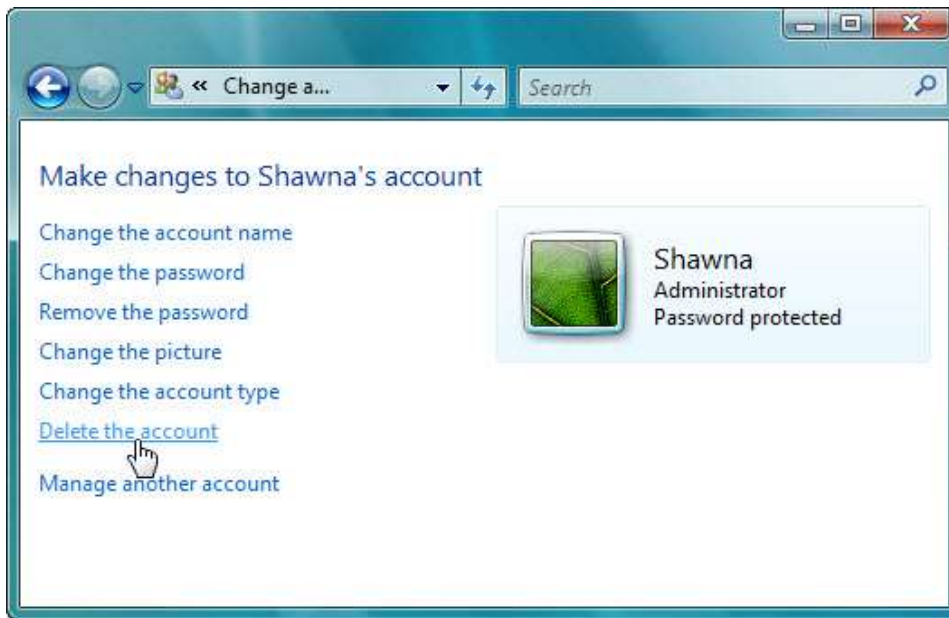 « Change a...
Search
Make changes to Shawna's account
Change the account name
Change the password
Remove the password
Change the picture
Change the account type
Delete the account
Manage another account
Shawna
Administrator
Password protected